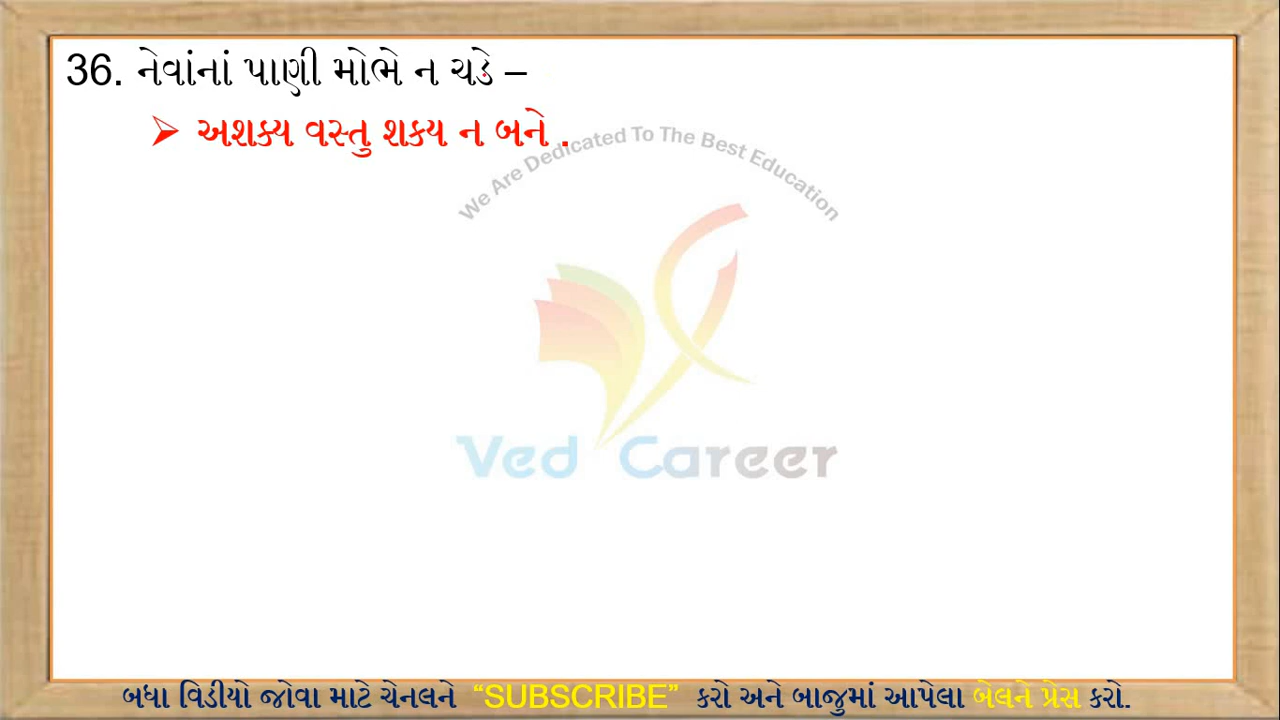 36. નેવાંનાં પાણી મોભે ન ચડે –
➢ અશક્ય વસ્તુ શક્ય ન બને .
We Are Dedicated To The Best Education
Ved Career
બધા વિડીયો જોવા માટે ચેનલને “SUBSCRIBE” કરો અને બાજુમાં આપેલા બેલને પ્રેસ કરો.